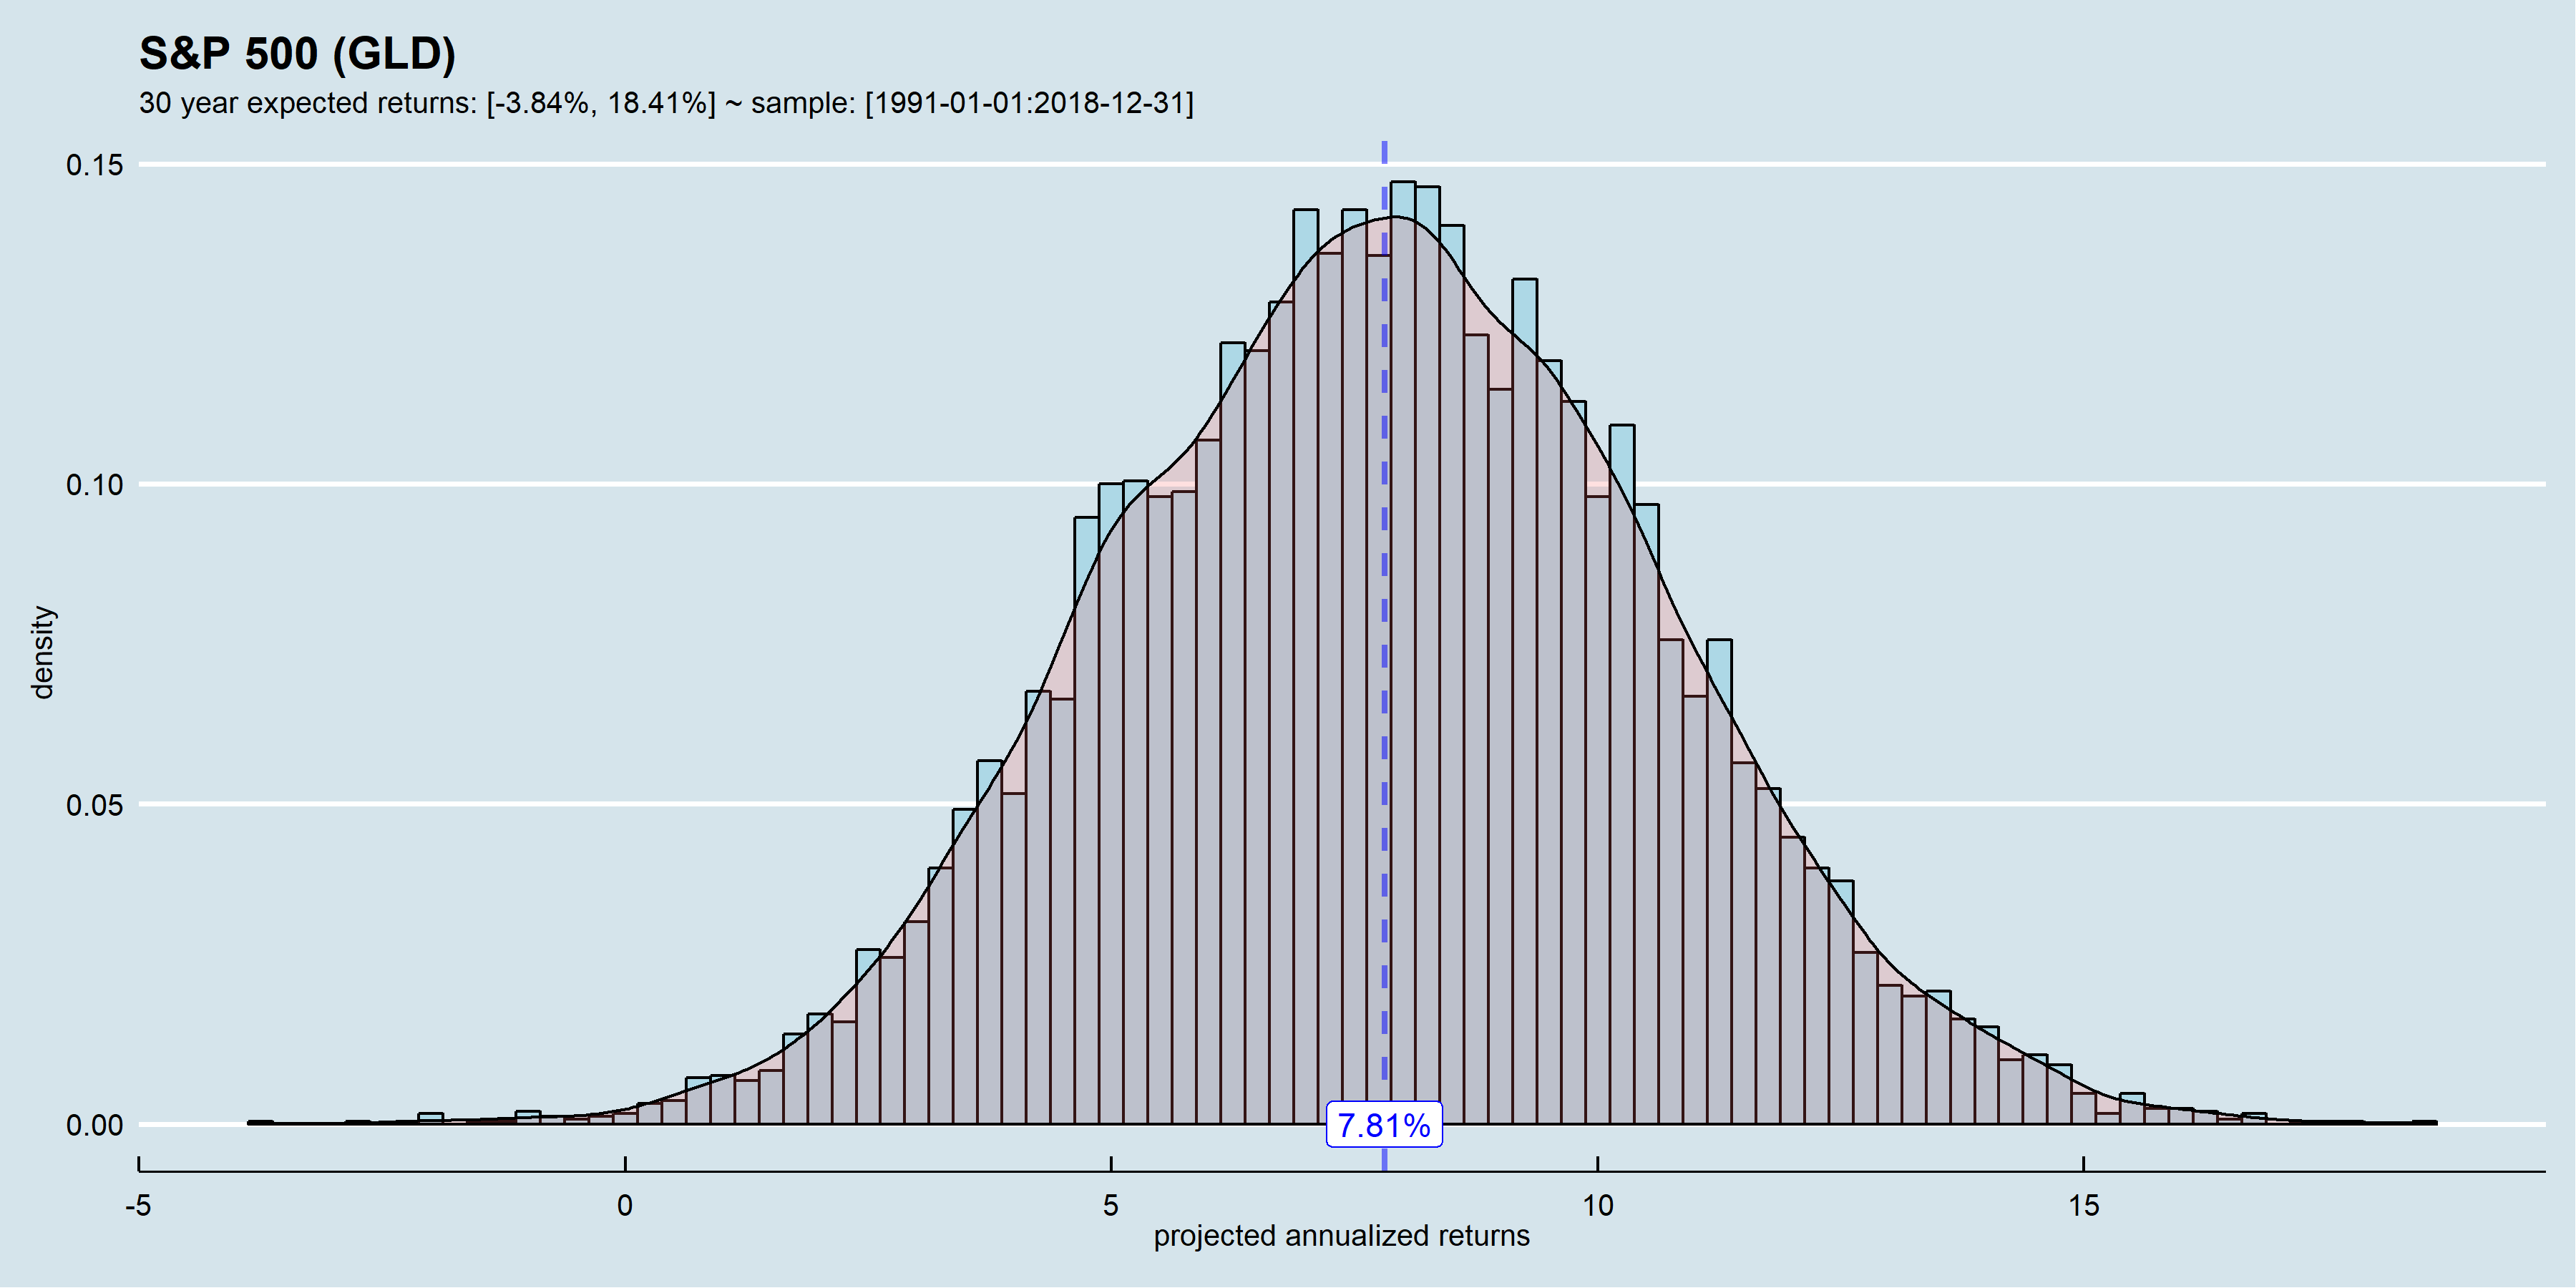 S&P 500 (GLD)
30 year expected returns: [-3.84%, 18.41%] ~ sample: [1991-01-01:2018-12-31]
0.15
0.10
0.05
0.00
density
7.81%
-5 0 5 10 15
projected annualized returns